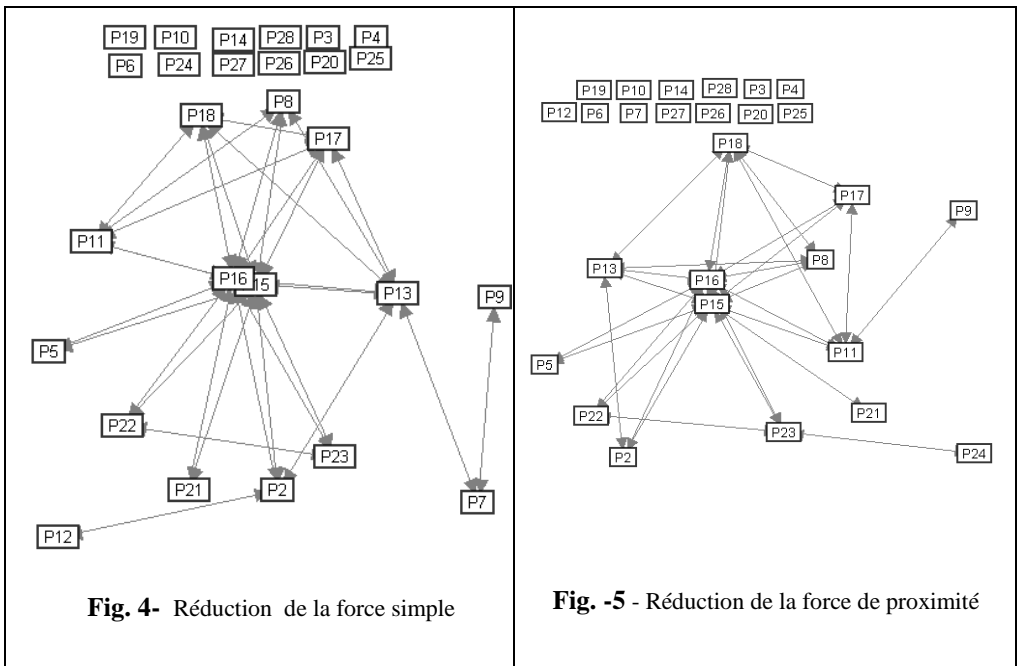 P19 P10 P14 P28 P3 P4
P6 P24 P27 P26 P20 P25
P8
P18
P17
P11
P16
15
P13
P9
P5
P22
P23
P21
P2
P7
P12
Fig. 4- Réduction de la force simple
P19 P10 P14 P28 P3 P4
P12 P6 P7 P27 P26 P20 P25
P18
P17
P9
P8
P13
P16
P15
P11
P5
P22
P21
P23
P2
P24
Fig. -5 - Réduction de la force de proximité